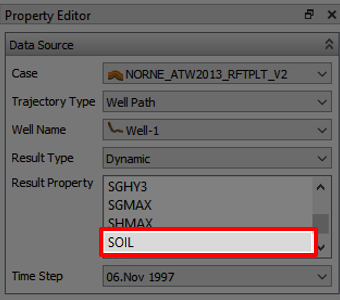 Property Editor
Data Source
Case NORNE_ATW2013_RFTPLT_V2
Trajectory Type Well Path
Well Name Well-1
Result Type Dynamic
Result Property SGHY3
SGMAX
SHMAX
SOIL
Time Step 06.Nov 1997